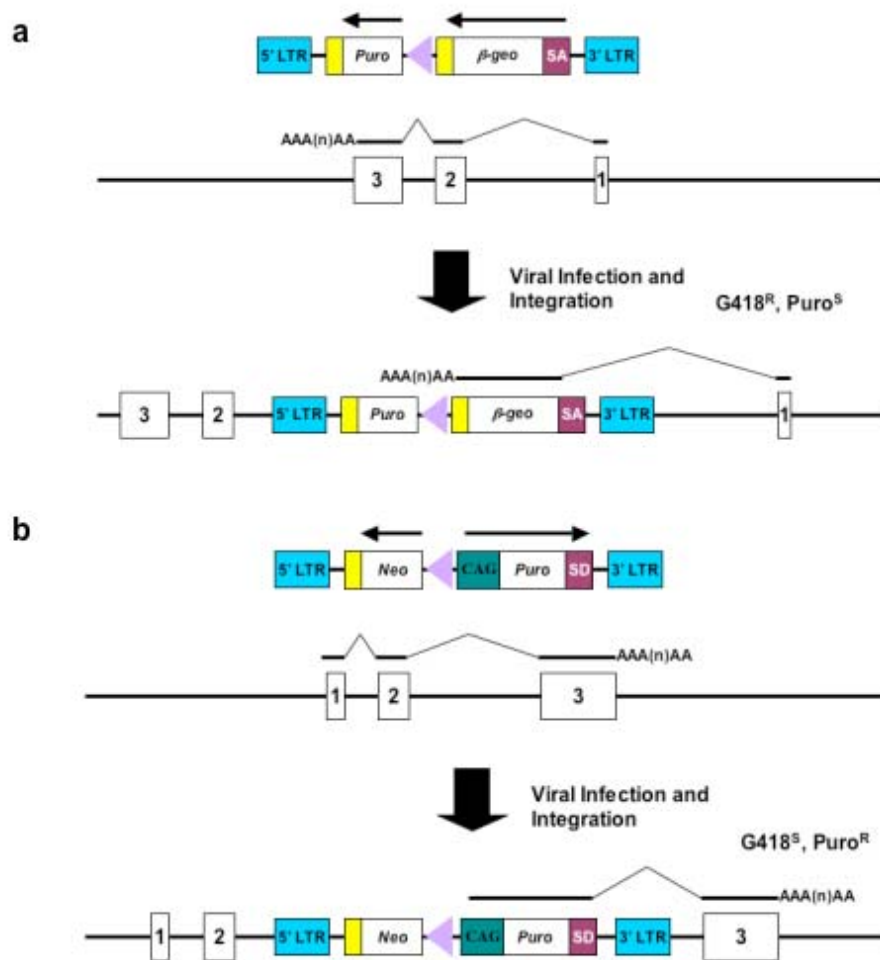 a
5' LTR Puro β-geo SA 3' LTR
AAA(n)AA
3 2 1
Viral Infection and
Integration
G418ᴿ, Puroˢ
AAA(n)AA
3 2 5' LTR Puro β-geo SA 3' LTR 1
b
5' LTR Neo CAG Puro SD 3' LTR
AAA(n)AA
1 2 3
Viral Infection and
Integration
G418ˢ, Puroᴿ
AAA(n)AA
1 2 5' LTR Neo CAG Puro SD 3' LTR 3